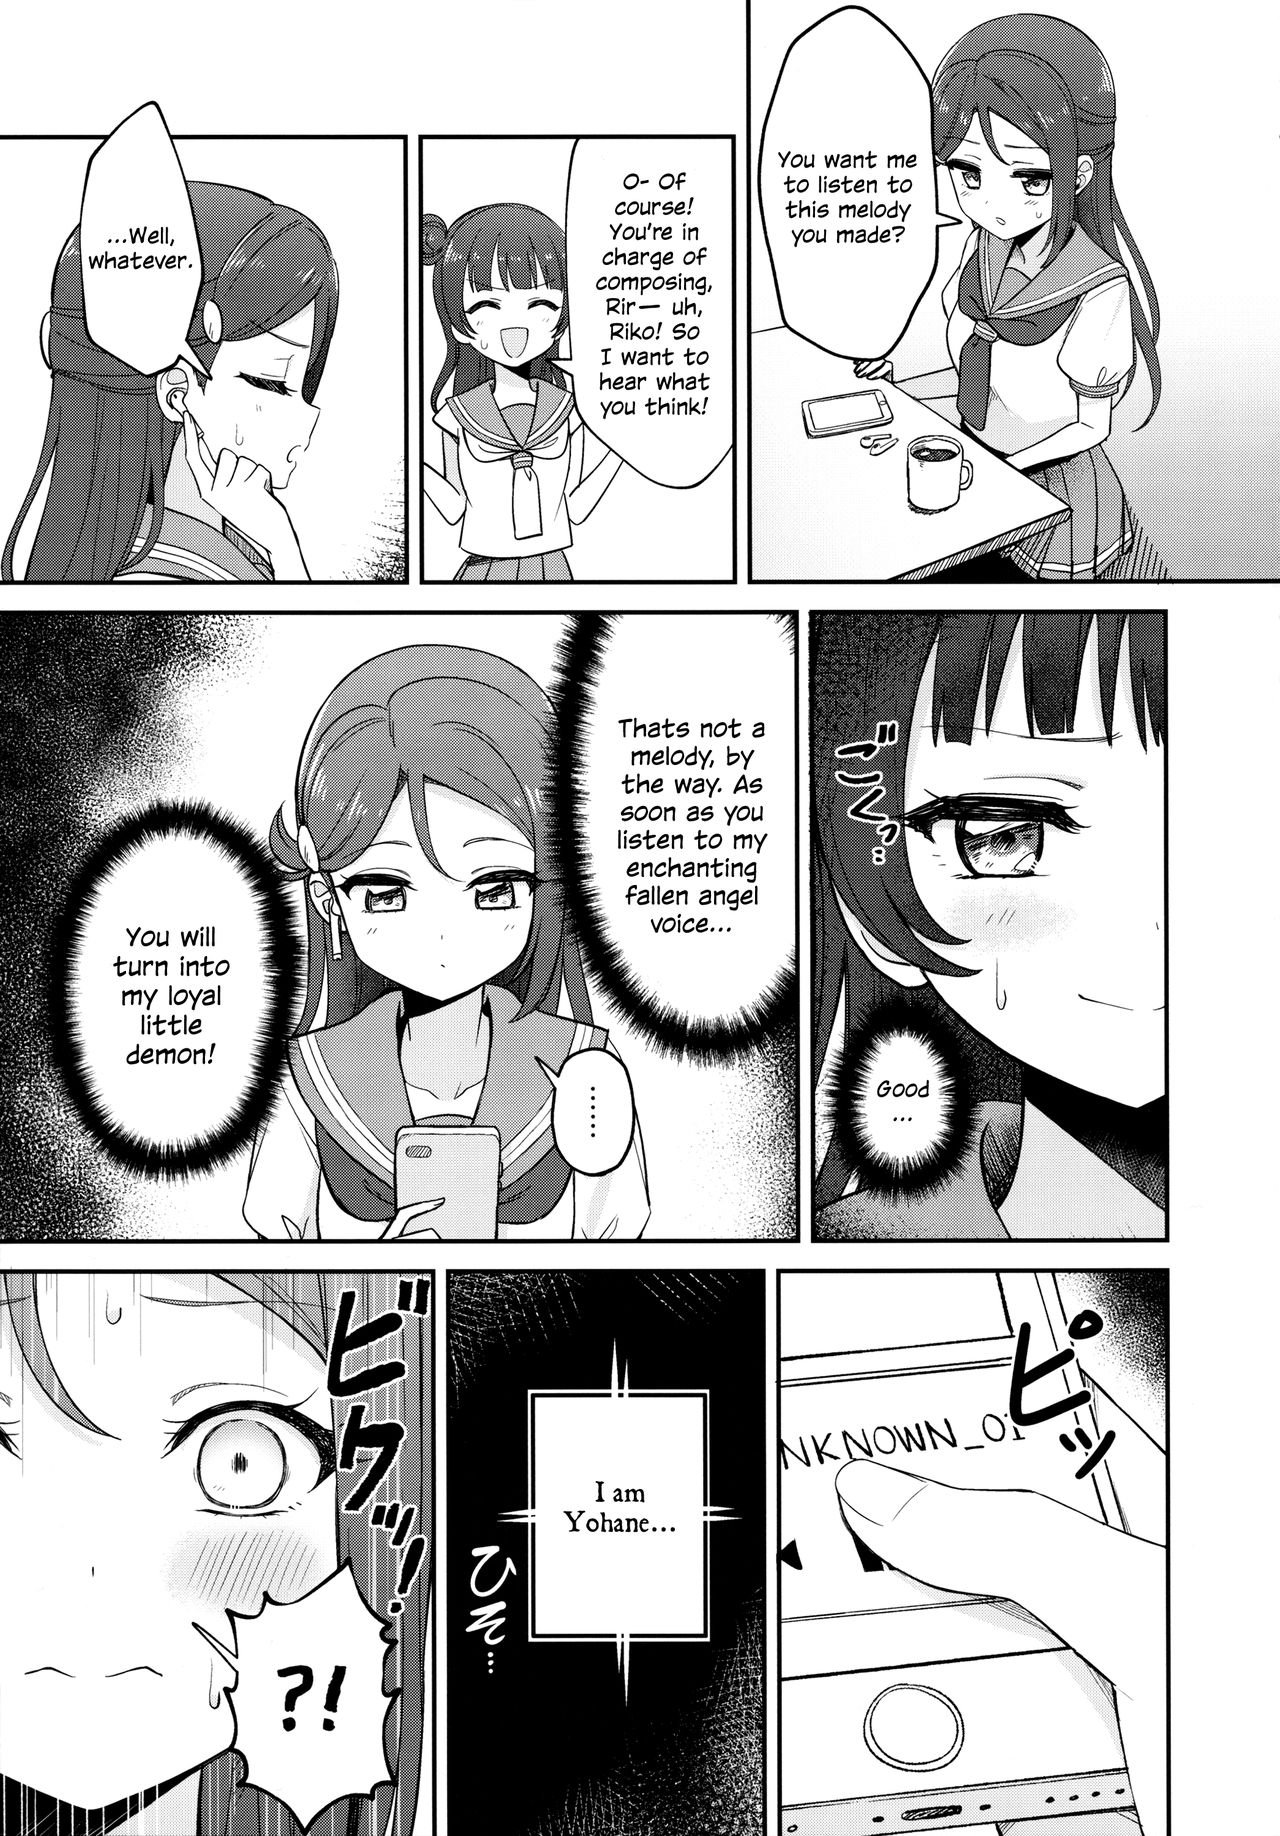 You want me
to listen to
this melody
you made?
O- Of
course!
You're in
charge of
composing,
Rir— uh,
Riko! So
I want to
hear what
you think!
...Well,
whatever.
ごくっ…
Good
...
Thats not a
melody, by
the way. As
soon as you
listen to my
enchanting
fallen angel
voice...
You will
turn into
my loyal
little
demon!
......
ピッ
NKNOWN_01
I am
Yohane...
ひそ…
ビクッ!
?!